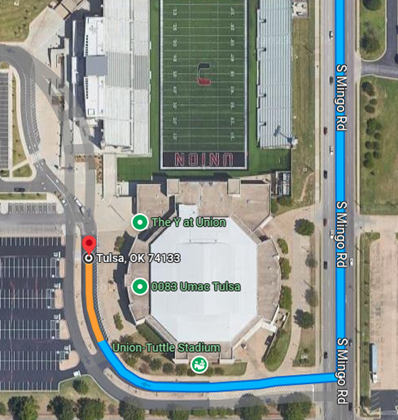 S Mingo Rd
U
UNION
S Mingo Rd
The Y at Union
Tulsa, OK 74133
0083 Umac Tulsa
Union-Tuttle Stadium
S Mingo Rd